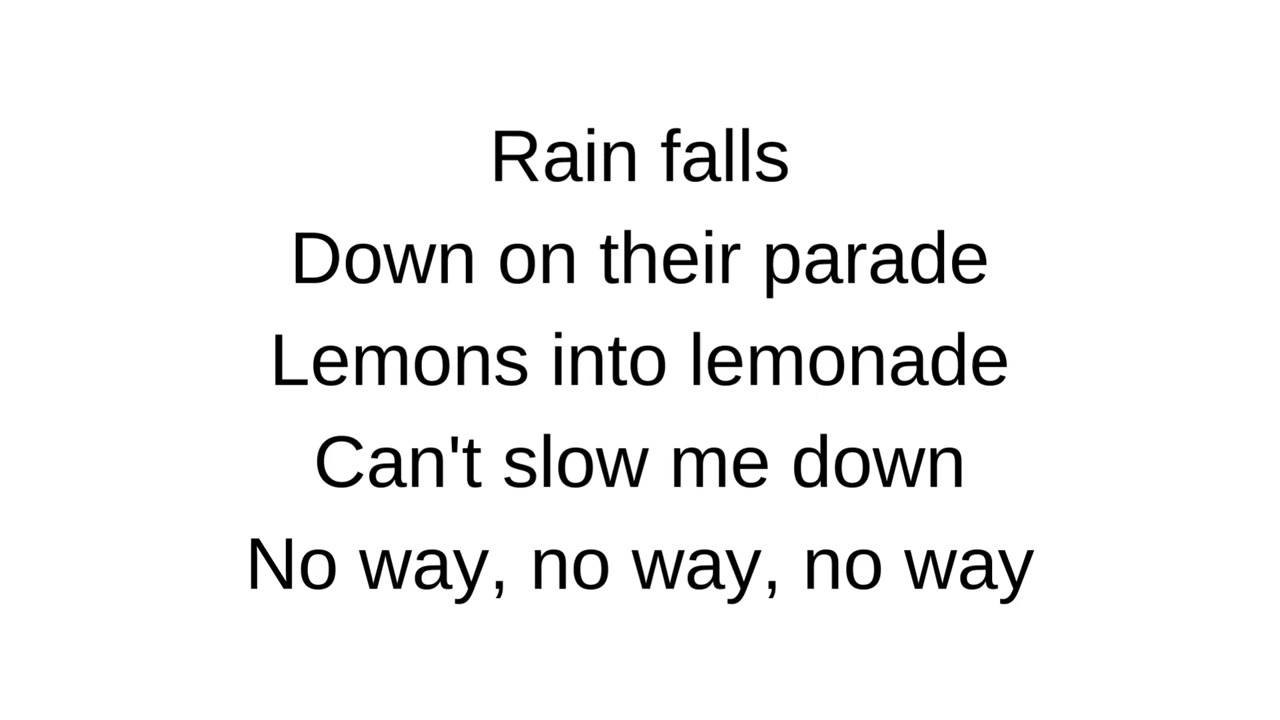 Rain falls
Down on their parade
Lemons into lemonade
Can't slow me down
No way, no way, no way